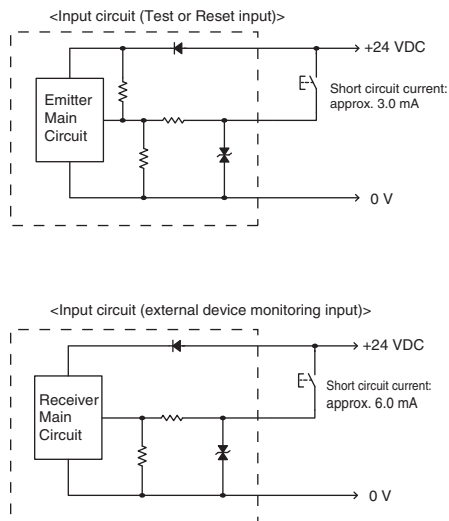 <Input circuit (Test or Reset input)>
+24 VDC
Emitter
Main
Circuit
Short circuit current:
approx. 3.0 mA
0 V
<Input circuit (external device monitoring input)>
+24 VDC
Receiver
Main
Circuit
Short circuit current:
approx. 6.0 mA
0 V